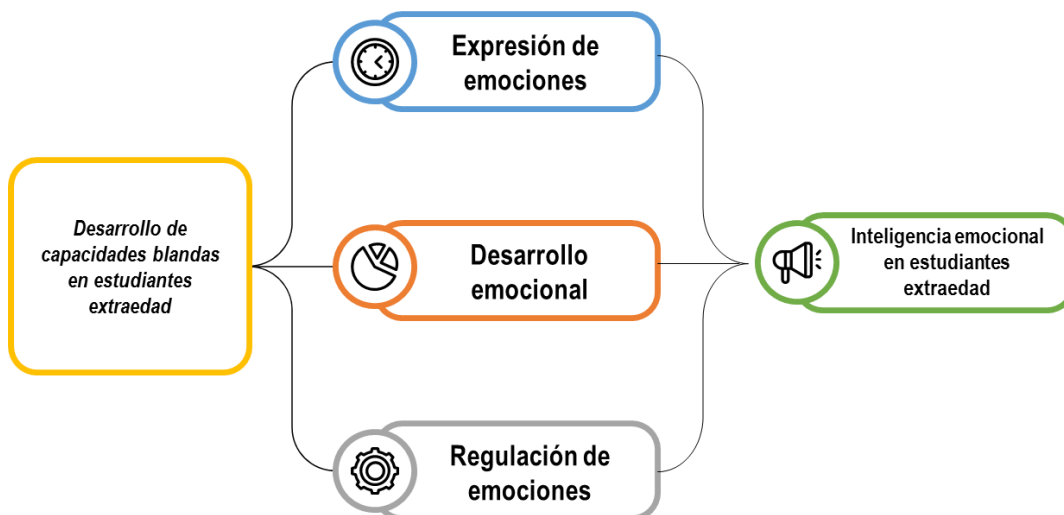 Expresión de
emociones
Desarrollo de
capacidades blandas
en estudiantes
extraedad
Desarrollo
emocional
Inteligencia emocional
en estudiantes
extraedad
Regulación de
emociones